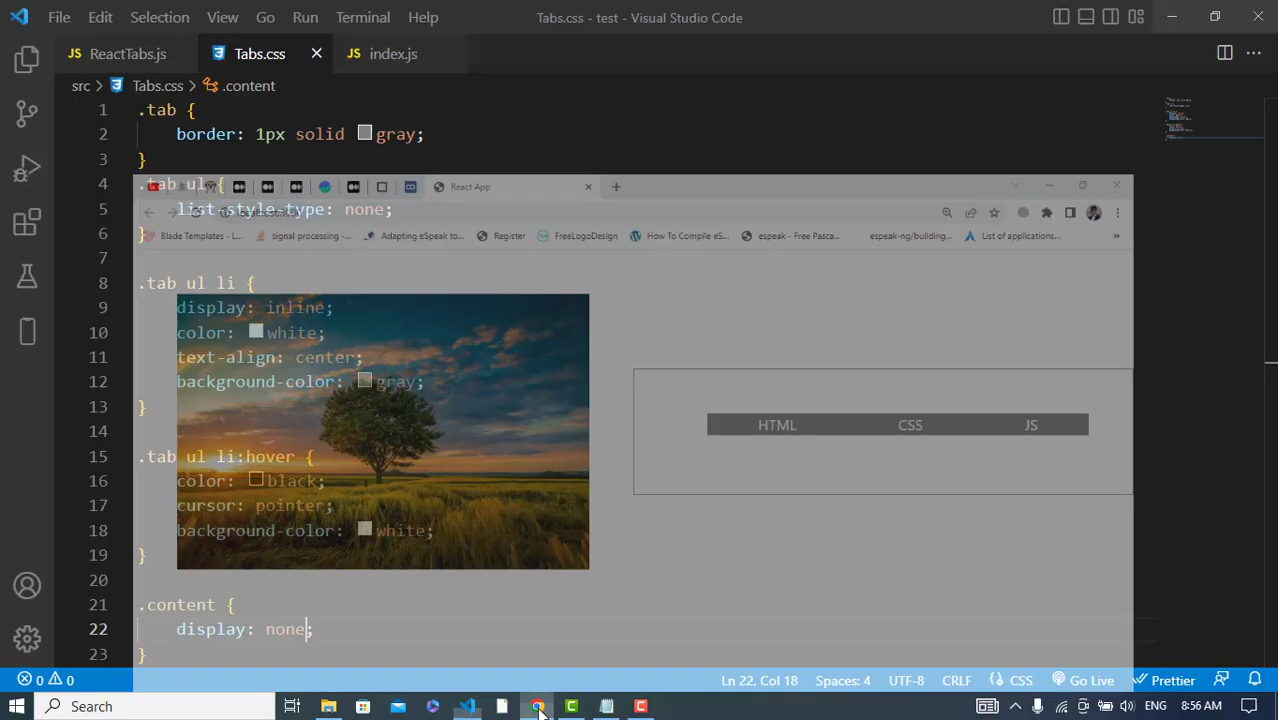 File Edit Selection View Go Run Terminal Help Tabs.css - test - Visual Studio Code
JS ReactTabs.js Tabs.css JS index.js
src Tabs.css .content
1 .tab {
2 border: 1px solid gray;
3 }
4 .tab ul {
React App
5 list-style-type: none;
6 }
Blade Templates - L... signal processing -... Adapting eSpeak to... Register FreeLogoDesign How To Compile eS... espeak - Free Pasca... espeak-ng/building... List of applications...
7
8 .tab ul li {
9 display: inline;
10 color: white;
11 text-align: center;
12 background-color: gray;
13 }
HTML CSS JS
14
15 .tab ul li:hover {
16 color: black;
17 cursor: pointer;
18 background-color: white;
19 }
20
21 .content {
22 display: none;
23 }
0 0 Ln 22, Col 18 Spaces: 4 UTF-8 CRLF CSS Go Live Prettier
Search ENG 8:56 AM